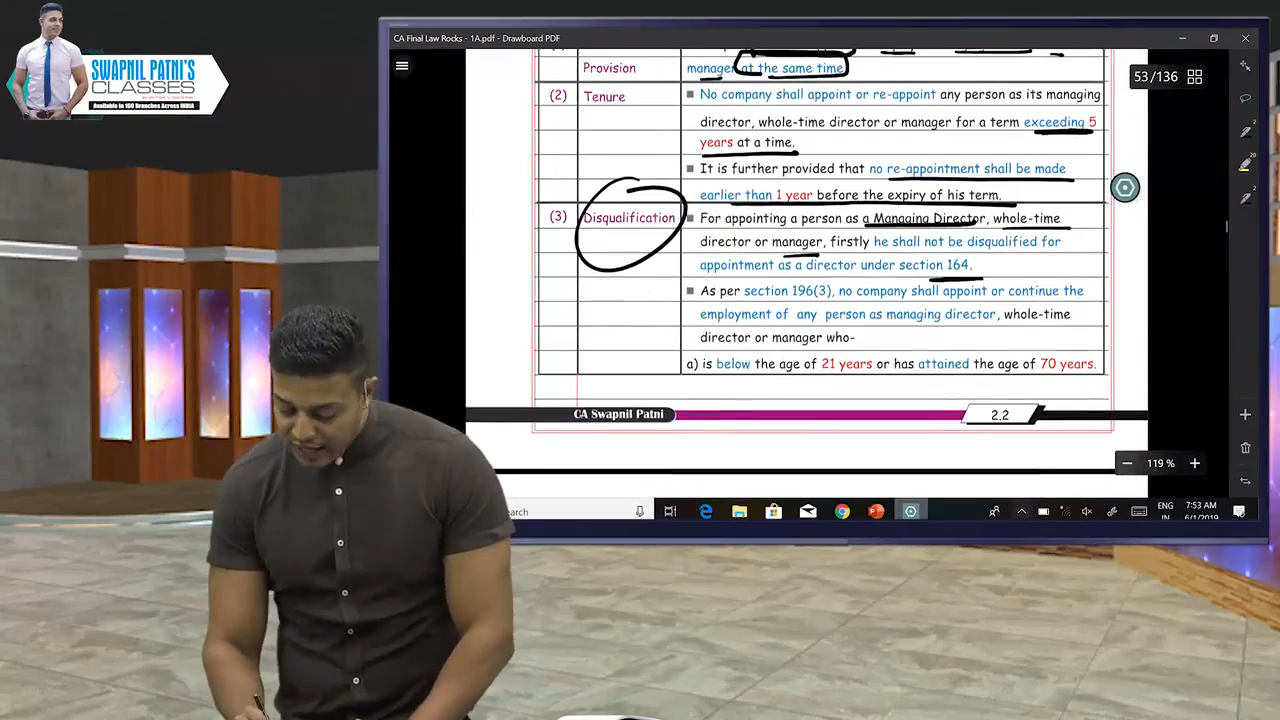 SWAPNIL PATNI'S
CLASSES
Available in 160 Branches Across INDIA
CA Final Law Rocks - 1A.pdf - Drawboard PDF
53/136
Provision
manager at the same time
(2) Tenure
■ No company shall appoint or re-appoint any person as its managing
director, whole-time director or manager for a term exceeding 5
years at a time.
■ It is further provided that no re-appointment shall be made
earlier than 1 year before the expiry of his term.
(3) Disqualification
■ For appointing a person as a Managing Director, whole-time
director or manager, firstly he shall not be disqualified for
appointment as a director under section 164.
■ As per section 196(3), no company shall appoint or continue the
employment of any person as managing director, whole-time
director or manager who-
a) is below the age of 21 years or has attained the age of 70 years.
CA Swapnil Patni
2.2
119 %
earch
ENG
IN
7:53 AM
6/1/2019